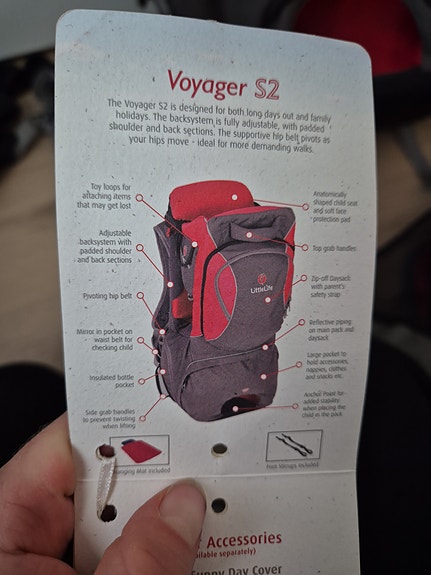 Voyager S2
The Voyager S2 is designed for both long days out and family
holidays. The backsystem is fully adjustable, with padded
shoulder and back sections. The supportive hip belt pivots as
your hips move - ideal for more demanding walks.
Toy loops for
attaching items
that may get lost
Adjustable
backsystem with
padded shoulder
and back sections
Pivoting hip belt
Mirror in pocket on
waist belt for
checking child
Insulated bottle
pocket
Side grab handles
to prevent twisting
when lifting
Anatomically
shaped child seat
and soft face
protection pad
Top grab handles
Zip-off Daysack
with parent's
safety strap
Reflective piping
on main pack and
daysack
Large pocket to
hold accessories,
nappies, clothes
and snacks etc.
Anchor Point for
added stability
when placing the
child in the pack
LittleLife
Changing Mat included
Foot Stirrups included
Accessories
available separately)
Sunny Day Cover